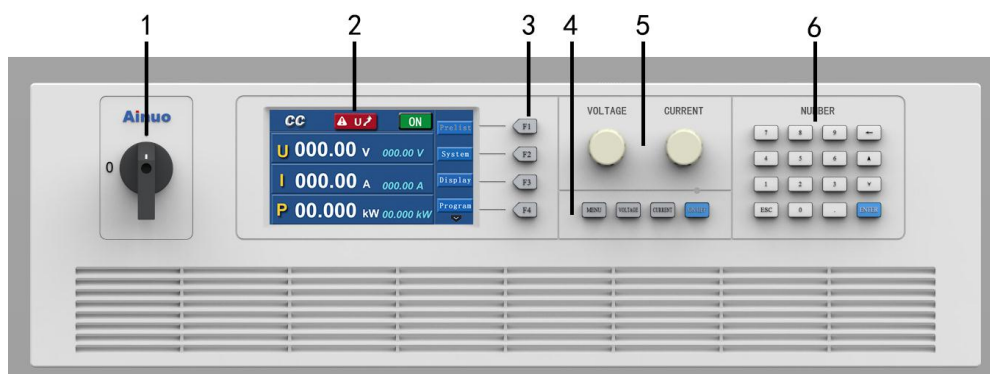 1 2 3 4 5 6
Ainuo
0
CC U ON
U 000.00 V 000.00 V
I 000.00 A 000.00 A
P 00.000 kW 00.000 kW
Prelist
System
Display
Program
F1
F2
F3
F4
VOLTAGE CURRENT
MENU VOLTAGE CURRENT
NUMBER
7 8 9 ←
4 5 6 ▲
1 2 3 ▼
ESC 0 . ENTER